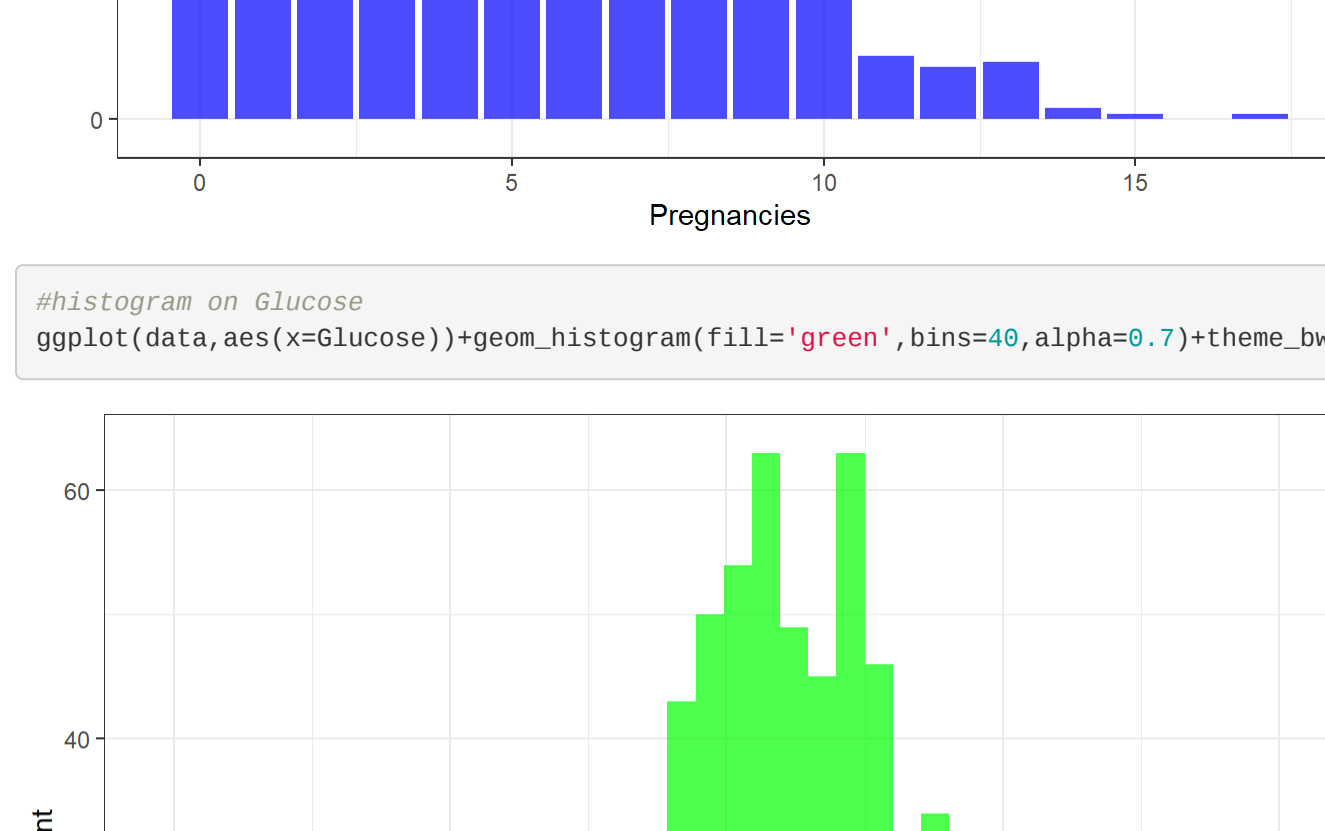 0
0 5 10 15
Pregnancies
#histogram on Glucose
ggplot(data,aes(x=Glucose))+geom_histogram(fill='green',bins=40,alpha=0.7)+theme_bw
60
40
nt